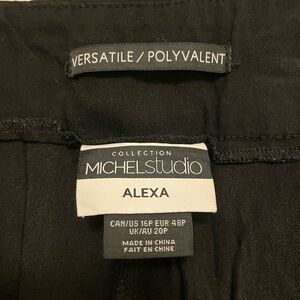 VERSATILE / POLYVALENT
COLLECTION
MICHELstudio
ALEXA
CAN/US 16P EUR 48P
UK/AU 20P
MADE IN CHINA
FAIT EN CHINE